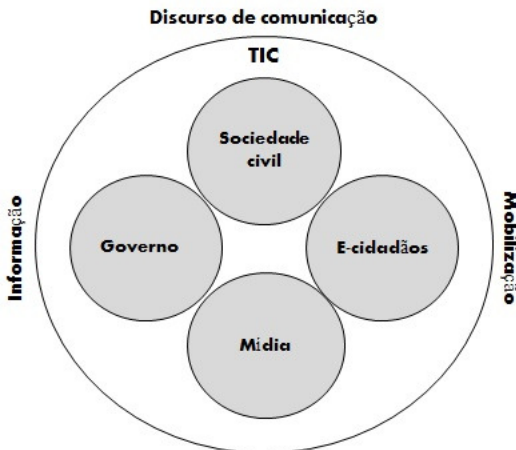 Discurso de comunicação
TIC
Sociedade
civil
Informação
Governo
E-cidadãos
Mobilização
Mídia